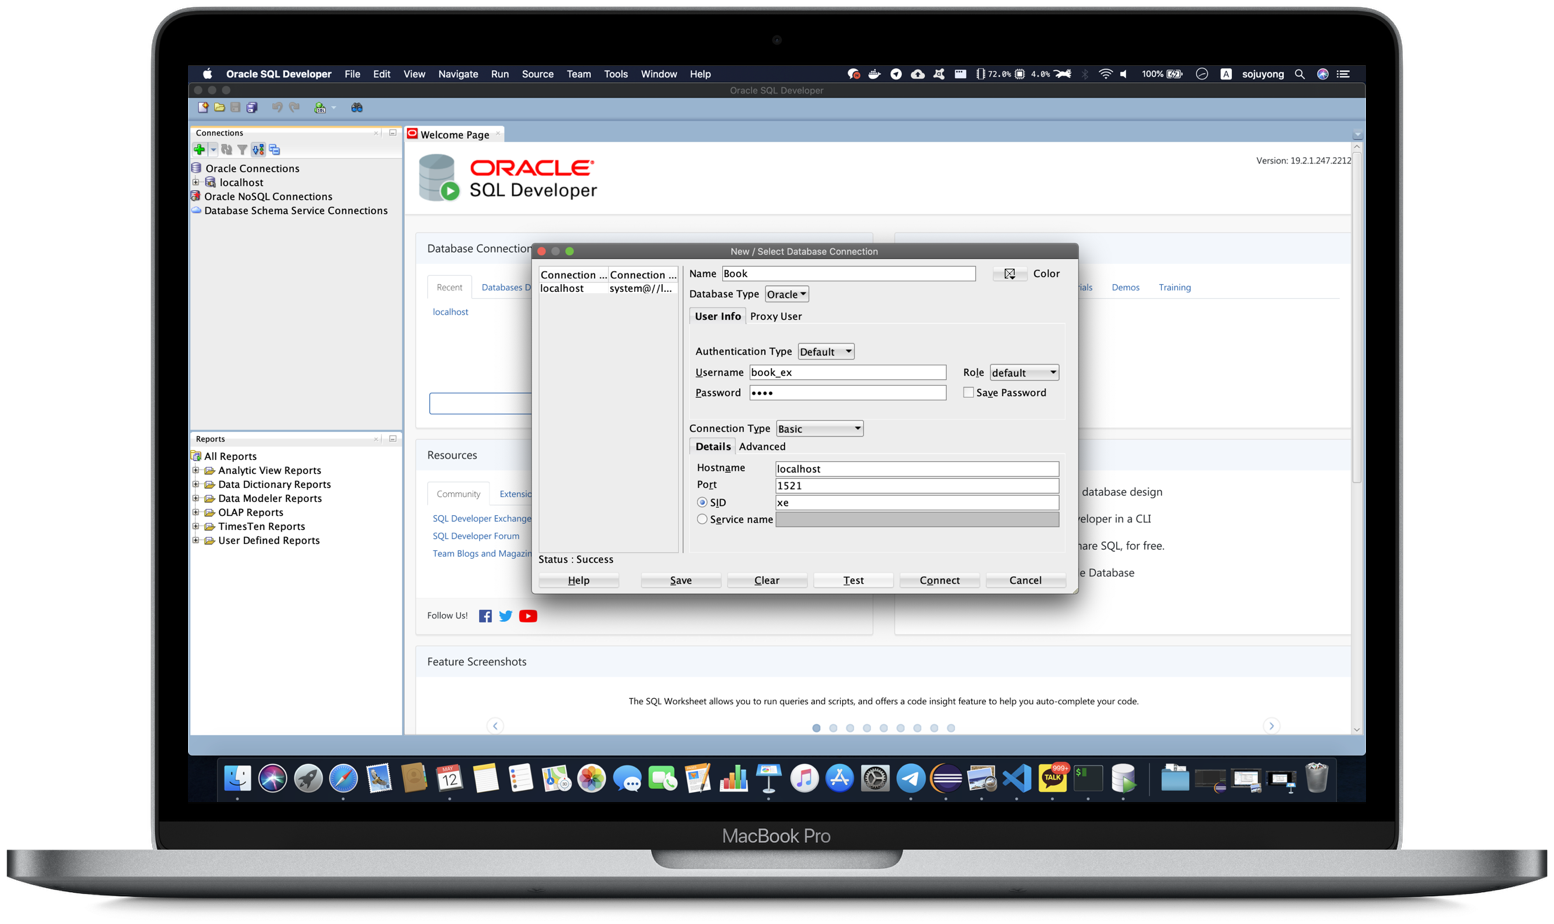 Oracle SQL Developer File Edit View Navigate Run Source Team Tools Window Help
72.0% 4.0% 100% A sojuyong
Oracle SQL Developer
Connections
Oracle Connections
localhost
Oracle NoSQL Connections
Database Schema Service Connections
Reports
All Reports
Analytic View Reports
Data Dictionary Reports
Data Modeler Reports
OLAP Reports
TimesTen Reports
User Defined Reports
Welcome Page
ORACLE
SQL Developer
Version: 19.2.1.247.2212
Database Connection
Recent Databases D
localhost
ials Demos Training
Resources
Community Extensio
SQL Developer Exchange
SQL Developer Forum
Team Blogs and Magazin
database design
eloper in a CLI
hare SQL, for free.
e Database
Follow Us!
Feature Screenshots
The SQL Worksheet allows you to run queries and scripts, and offers a code insight feature to help you auto-complete your code.
New / Select Database Connection
Connection ... Connection ...
localhost system@//l...
Name Book Color
Database Type Oracle
User Info Proxy User
Authentication Type Default
Username book_ex Role default
Password •••• Save Password
Connection Type Basic
Details Advanced
Hostname localhost
Port 1521
SID xe
Service name
Status : Success
Help Save Clear Test Connect Cancel
MAY
12
TALK
999+
$
MacBook Pro